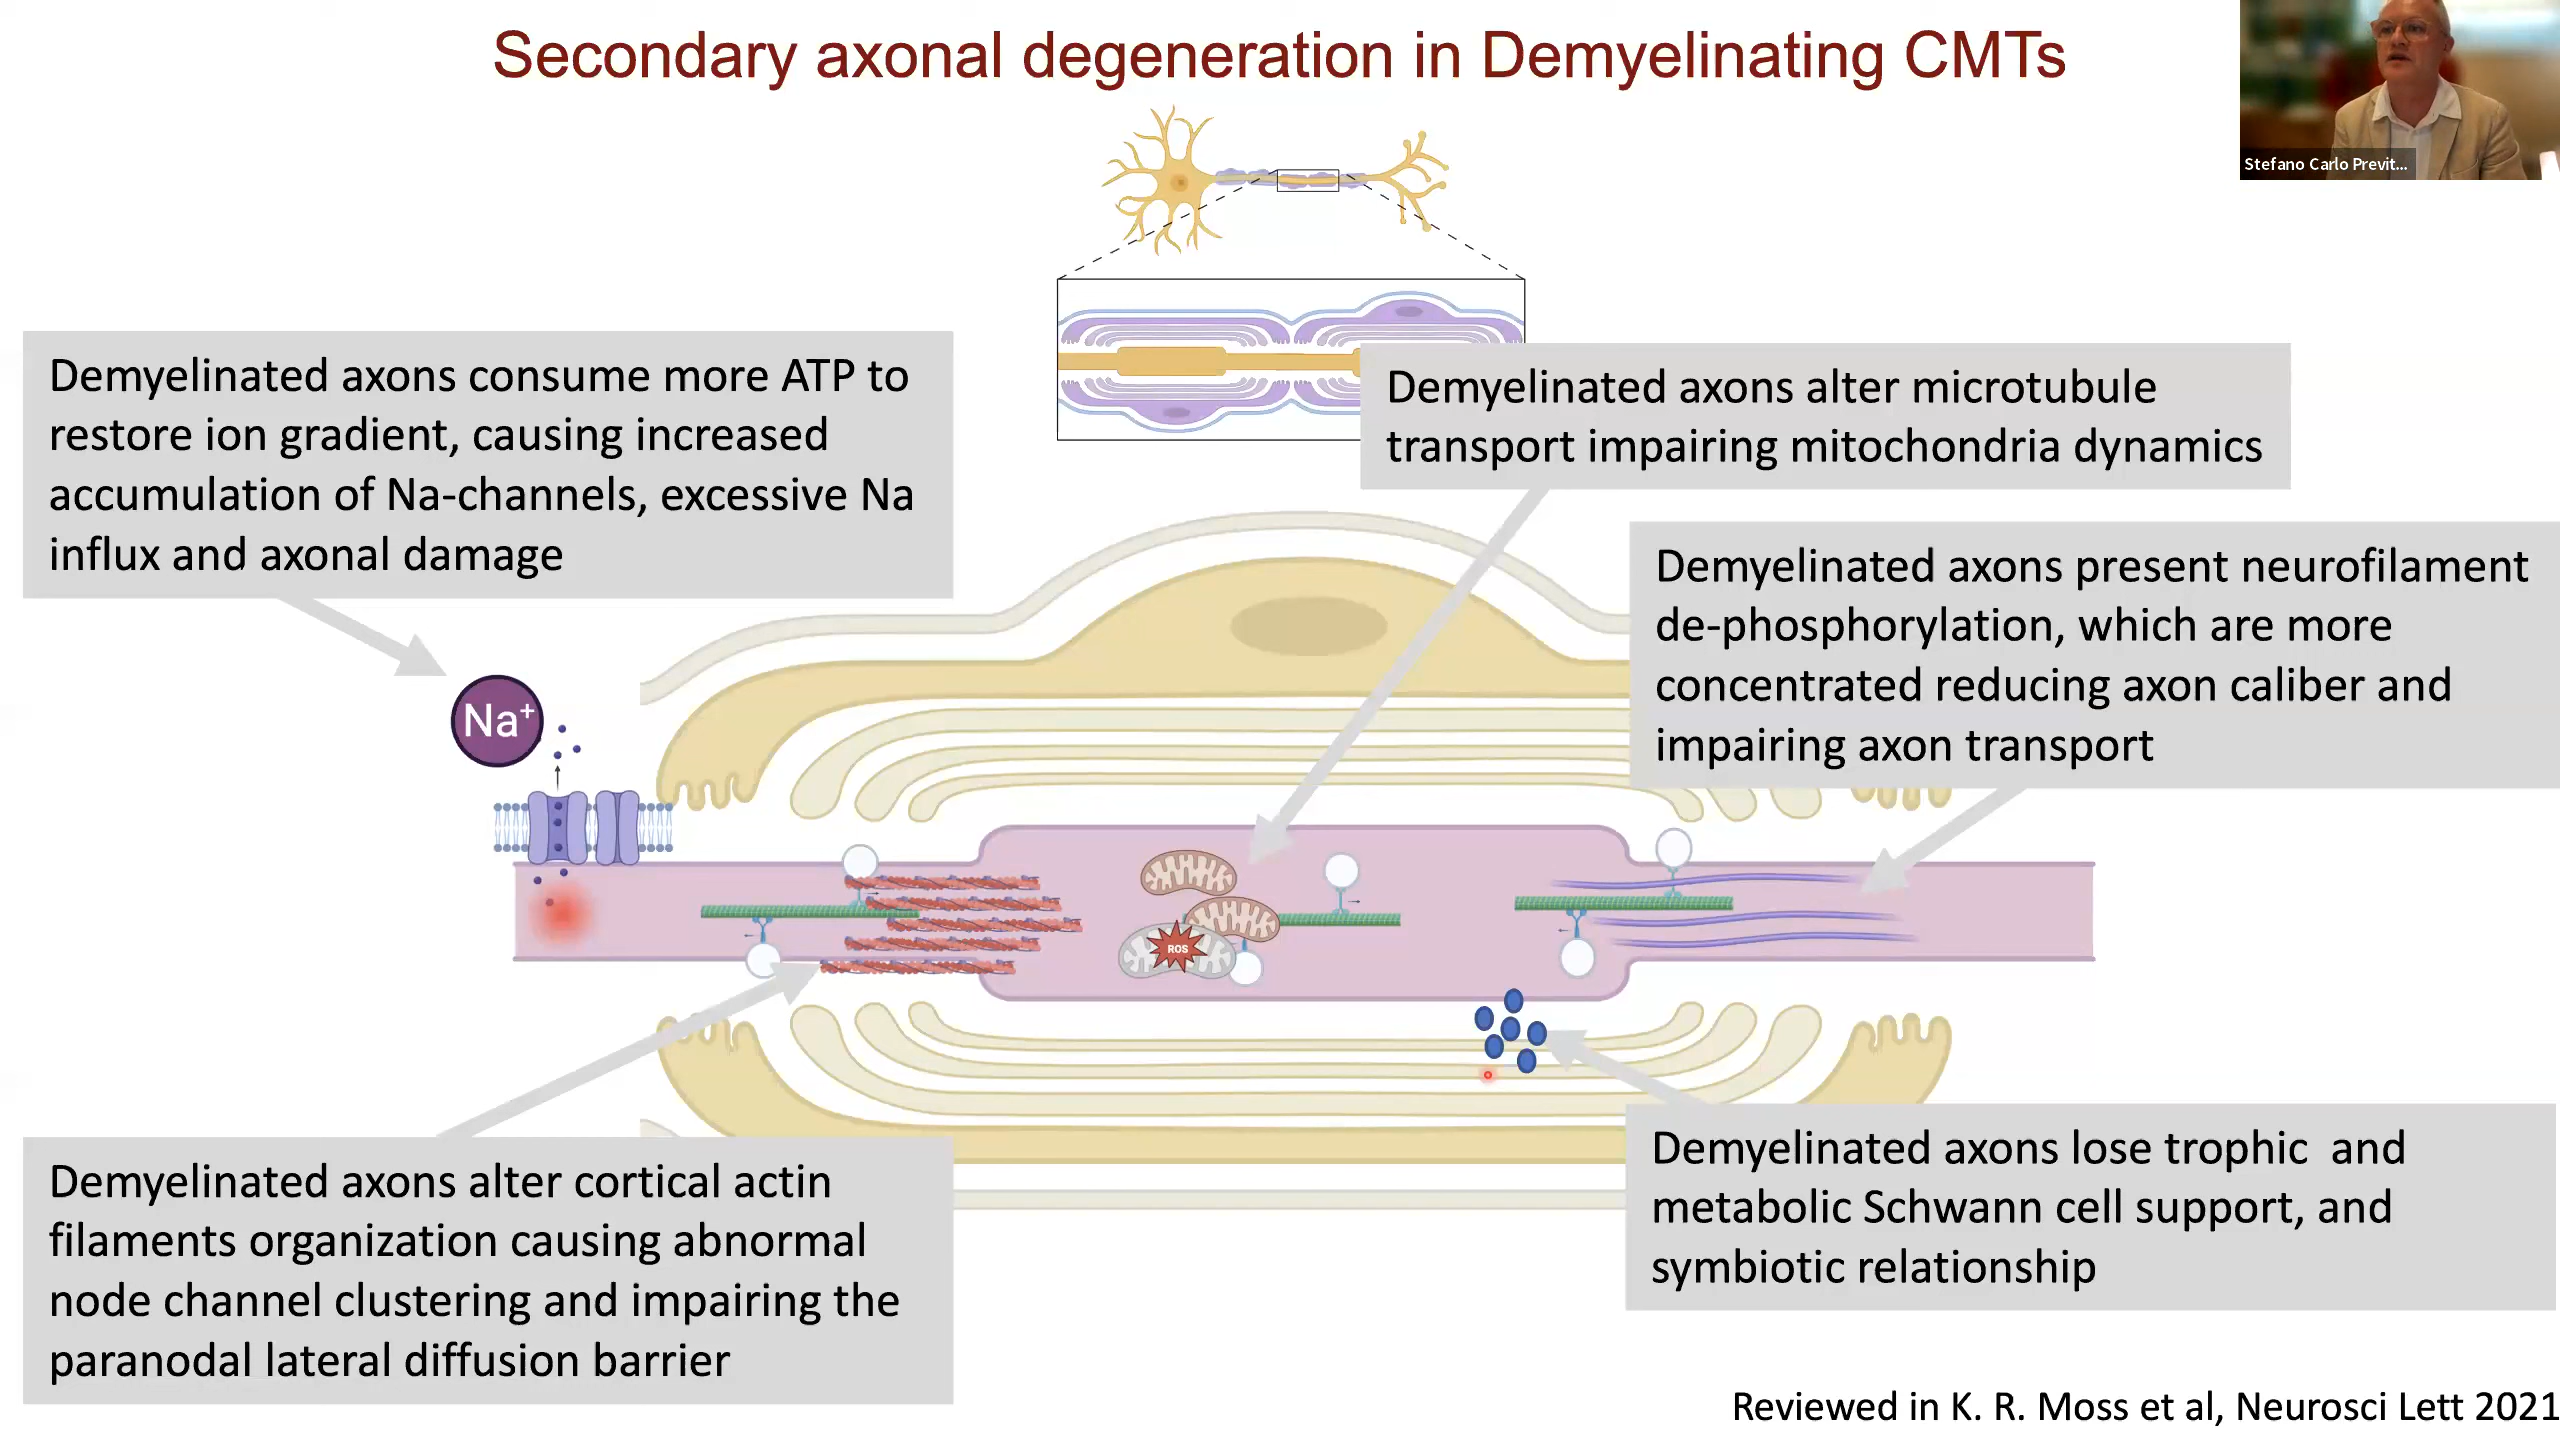 Secondary axonal degeneration in Demyelinating CMTs
Stefano Carlo Previt...
Demyelinated axons consume more ATP to
restore ion gradient, causing increased
accumulation of Na-channels, excessive Na
influx and axonal damage
Demyelinated axons alter microtubule
transport impairing mitochondria dynamics
Demyelinated axons present neurofilament
de-phosphorylation, which are more
concentrated reducing axon caliber and
impairing axon transport
Na+
ROS
Demyelinated axons alter cortical actin
filaments organization causing abnormal
node channel clustering and impairing the
paranodal lateral diffusion barrier
Demyelinated axons lose trophic  and
metabolic Schwann cell support, and
symbiotic relationship
Reviewed in K. R. Moss et al, Neurosci Lett 2021